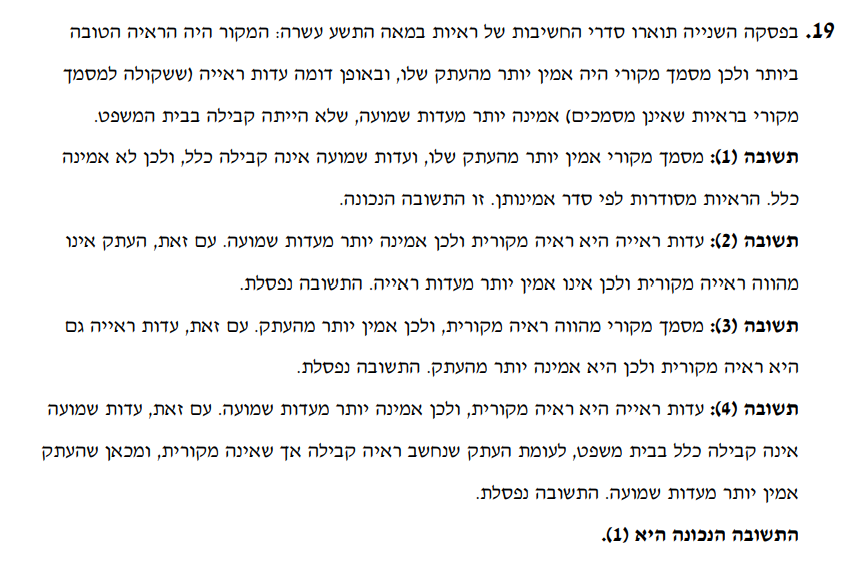 19. בפסקה השנייה תוארו סדרי החשיבות של ראיות במאה התשע עשרה: המקור היה הראיה הטובה
ביותר ולכן מסמך מקורי היה אמין יותר מהעתק שלו, ובאופן דומה עדות ראייה (ששקולה למסמך
מקורי בראיות שאינן מסמכים) אמינה יותר מעדות שמועה, שלא הייתה קבילה בבית המשפט.
תשובה (1): מסמך מקורי אמין יותר מהעתק שלו, ועדות שמועה אינה קבילה כלל, ולכן לא אמינה
כלל. הראיות מסודרות לפי סדר אמינותן. זו התשובה הנכונה.
תשובה (2): עדות ראייה היא ראיה מקורית ולכן אמינה יותר מעדות שמועה. עם זאת, העתק אינו
מהווה ראייה מקורית ולכן אינו אמין יותר מעדות ראייה. התשובה נפסלת.
תשובה (3): מסמך מקורי מהווה ראיה מקורית, ולכן אמין יותר מהעתק. עם זאת, עדות ראייה גם
היא ראיה מקורית ולכן היא אמינה יותר מהעתק. התשובה נפסלת.
תשובה (4): עדות ראייה היא ראיה מקורית, ולכן אמינה יותר מעדות שמועה. עם זאת, עדות שמועה
אינה קבילה כלל בבית משפט, לעומת העתק שנחשב ראיה קבילה אך שאינה מקורית, ומכאן שהעתק
אמין יותר מעדות שמועה. התשובה נפסלת.
התשובה הנכונה היא (1).